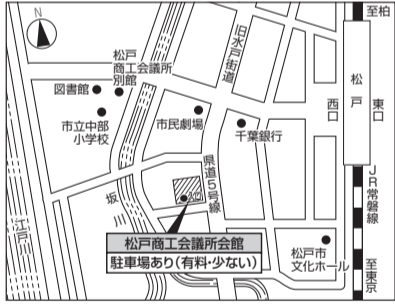 N
至柏
松戸
商工会議所
別館
図書館
市立中部
小学校
旧水戸街道
市民劇場
千葉銀行
西口
松戸
東口
県道5号線
入口
坂川
江戸川
JR常磐線
松戸商工会議所会館
駐車場あり(有料・少ない)
松戸市
文化ホール
至東京